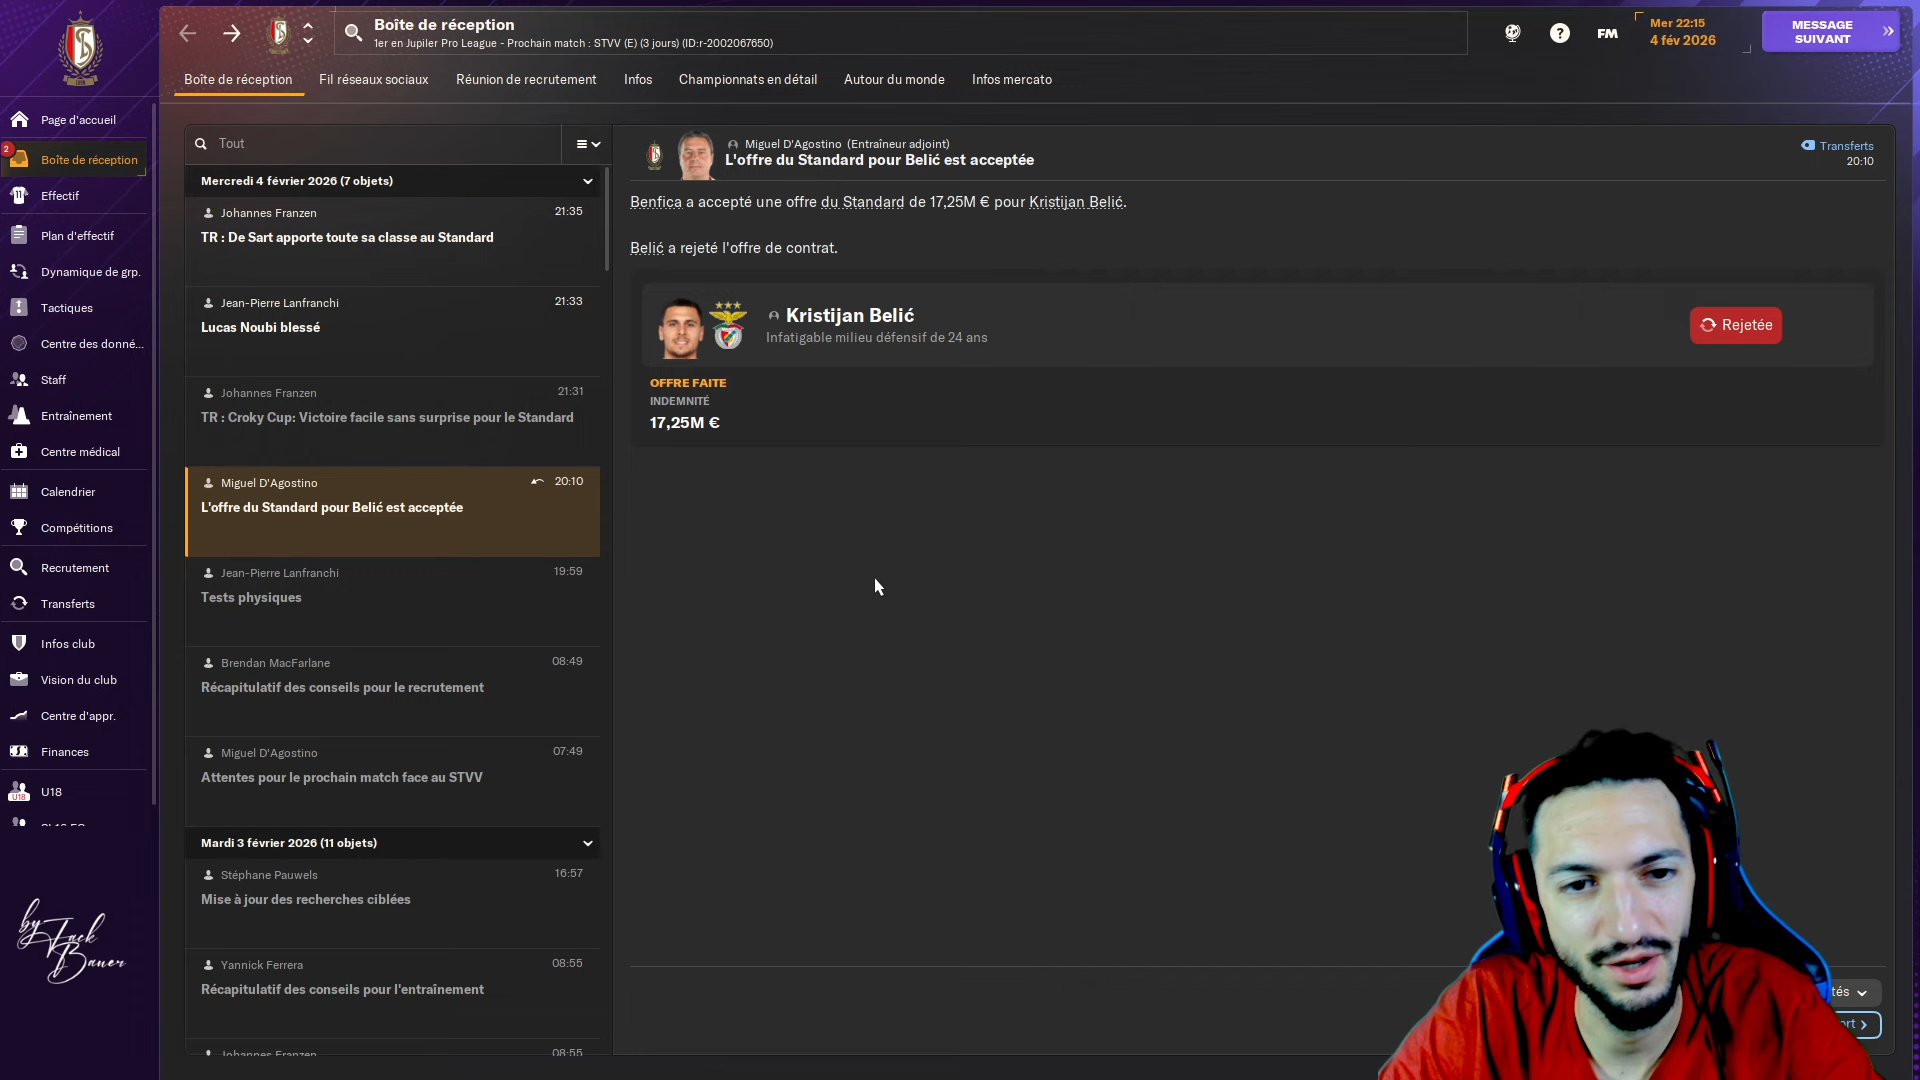 Boîte de réception
1er en Jupiler Pro League - Prochain match : STVV (E) (3 jours) (ID:r-2002067650)
FM
Mer 22:15
4 fév 2026
MESSAGE
SUIVANT
Boîte de réception
Fil réseaux sociaux
Réunion de recrutement
Infos
Championnats en détail
Autour du monde
Infos mercato
Page d'accueil
2
Boîte de réception
Effectif
Plan d'effectif
Dynamique de grp.
Tactiques
Centre des donné...
Staff
Entraînement
Centre médical
Calendrier
Compétitions
Recrutement
Transferts
Infos club
Vision du club
Centre d'appr.
Finances
U18
U18
by Jack
Bauer
Tout
Mercredi 4 février 2026 (7 objets)
Johannes Franzen
21:35
TR : De Sart apporte toute sa classe au Standard
Jean-Pierre Lanfranchi
21:33
Lucas Noubi blessé
Johannes Franzen
21:31
TR : Croky Cup: Victoire facile sans surprise pour le Standard
Miguel D'Agostino
20:10
L'offre du Standard pour Belić est acceptée
Jean-Pierre Lanfranchi
19:59
Tests physiques
Brendan MacFarlane
08:49
Récapitulatif des conseils pour le recrutement
Miguel D'Agostino
07:49
Attentes pour le prochain match face au STVV
Mardi 3 février 2026 (11 objets)
Stéphane Pauwels
16:57
Mise à jour des recherches ciblées
Yannick Ferrera
08:55
Récapitulatif des conseils pour l'entraînement
Johannes Franzen
08:55
Miguel D'Agostino (Entraîneur adjoint)
L'offre du Standard pour Belić est acceptée
Transferts
20:10
Benfica a accepté une offre du Standard de 17,25M € pour Kristijan Belić.
Belić a rejeté l'offre de contrat.
Kristijan Belić
Infatigable milieu défensif de 24 ans
Rejetée
OFFRE FAITE
INDEMNITÉ
17,25M €